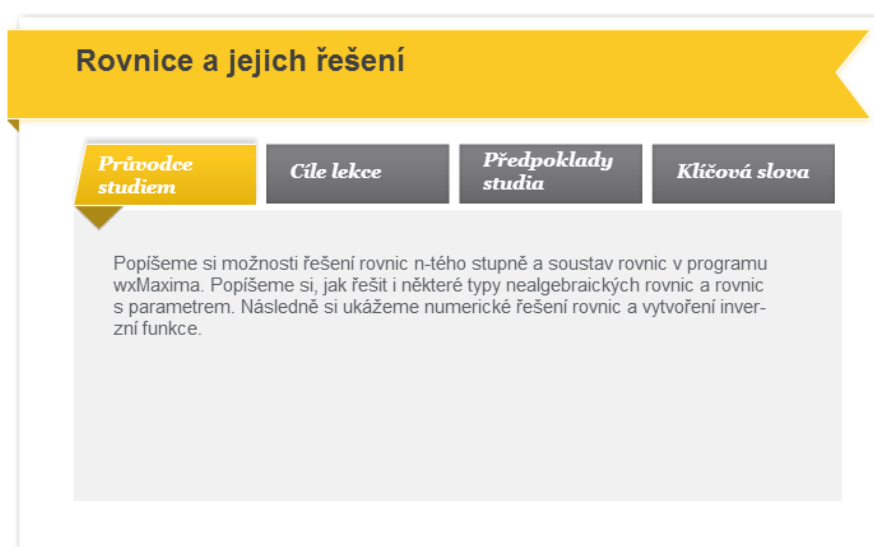 Rovnice a jejich řešení
Průvodce
studiem
Cíle lekce
Předpoklady
studia
Klíčová slova
Popíšeme si možnosti řešení rovnic n-tého stupně a soustav rovnic v programu
wxMaxima. Popíšeme si, jak řešit i některé typy nealgebraických rovnic a rovnic
s parametrem. Následně si ukážeme numerické řešení rovnic a vytvoření inver-
zní funkce.